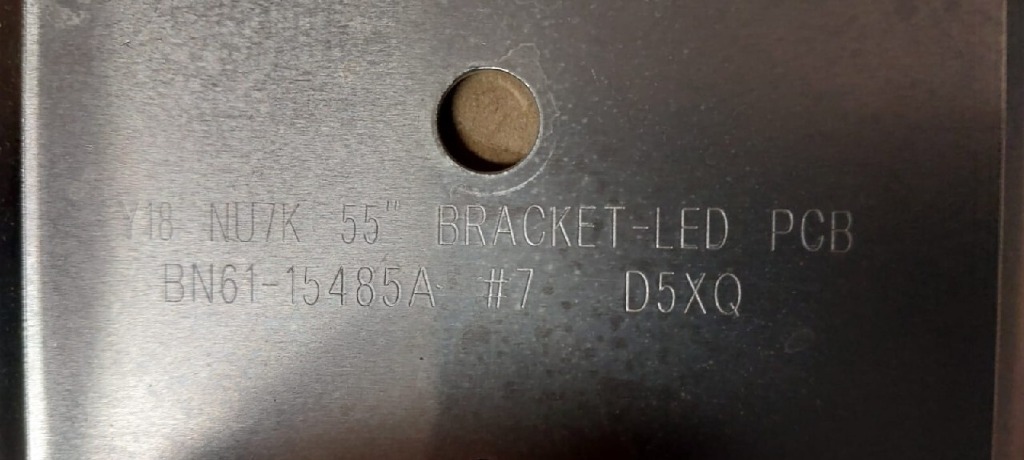 Y18 NU7K 55" BRACKET-LED PCB
BN61-15485A #7 D5XQ